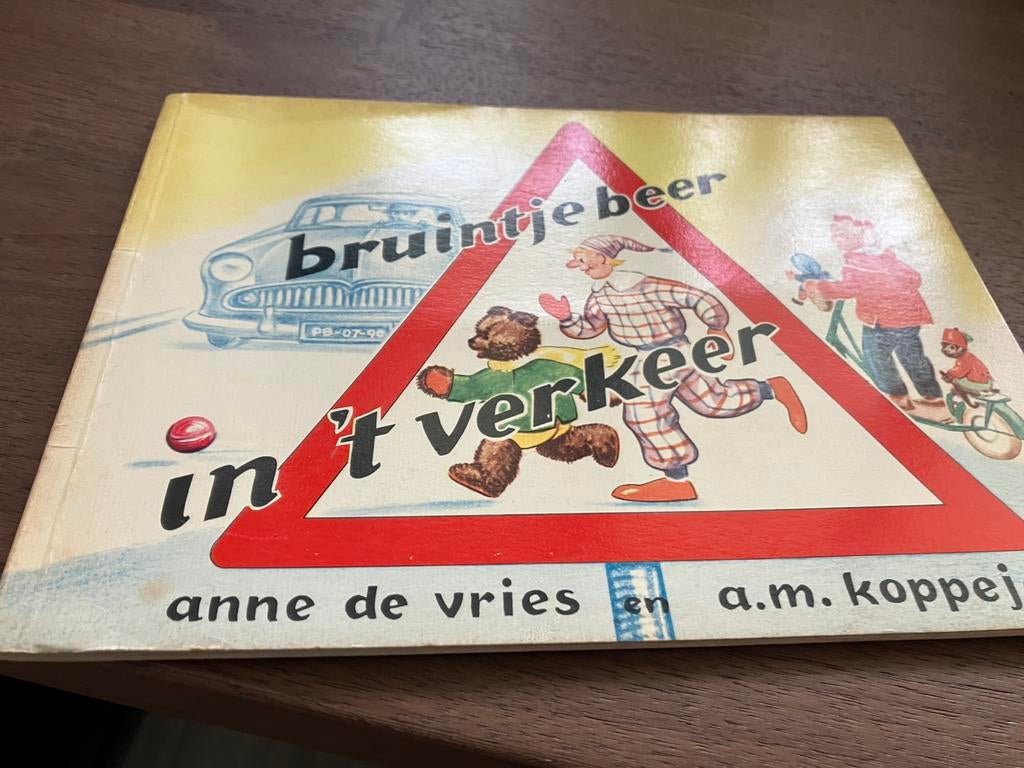 bruintje beer
in 't verkeer
PB-07-90
anne de vries en a.m. koppej